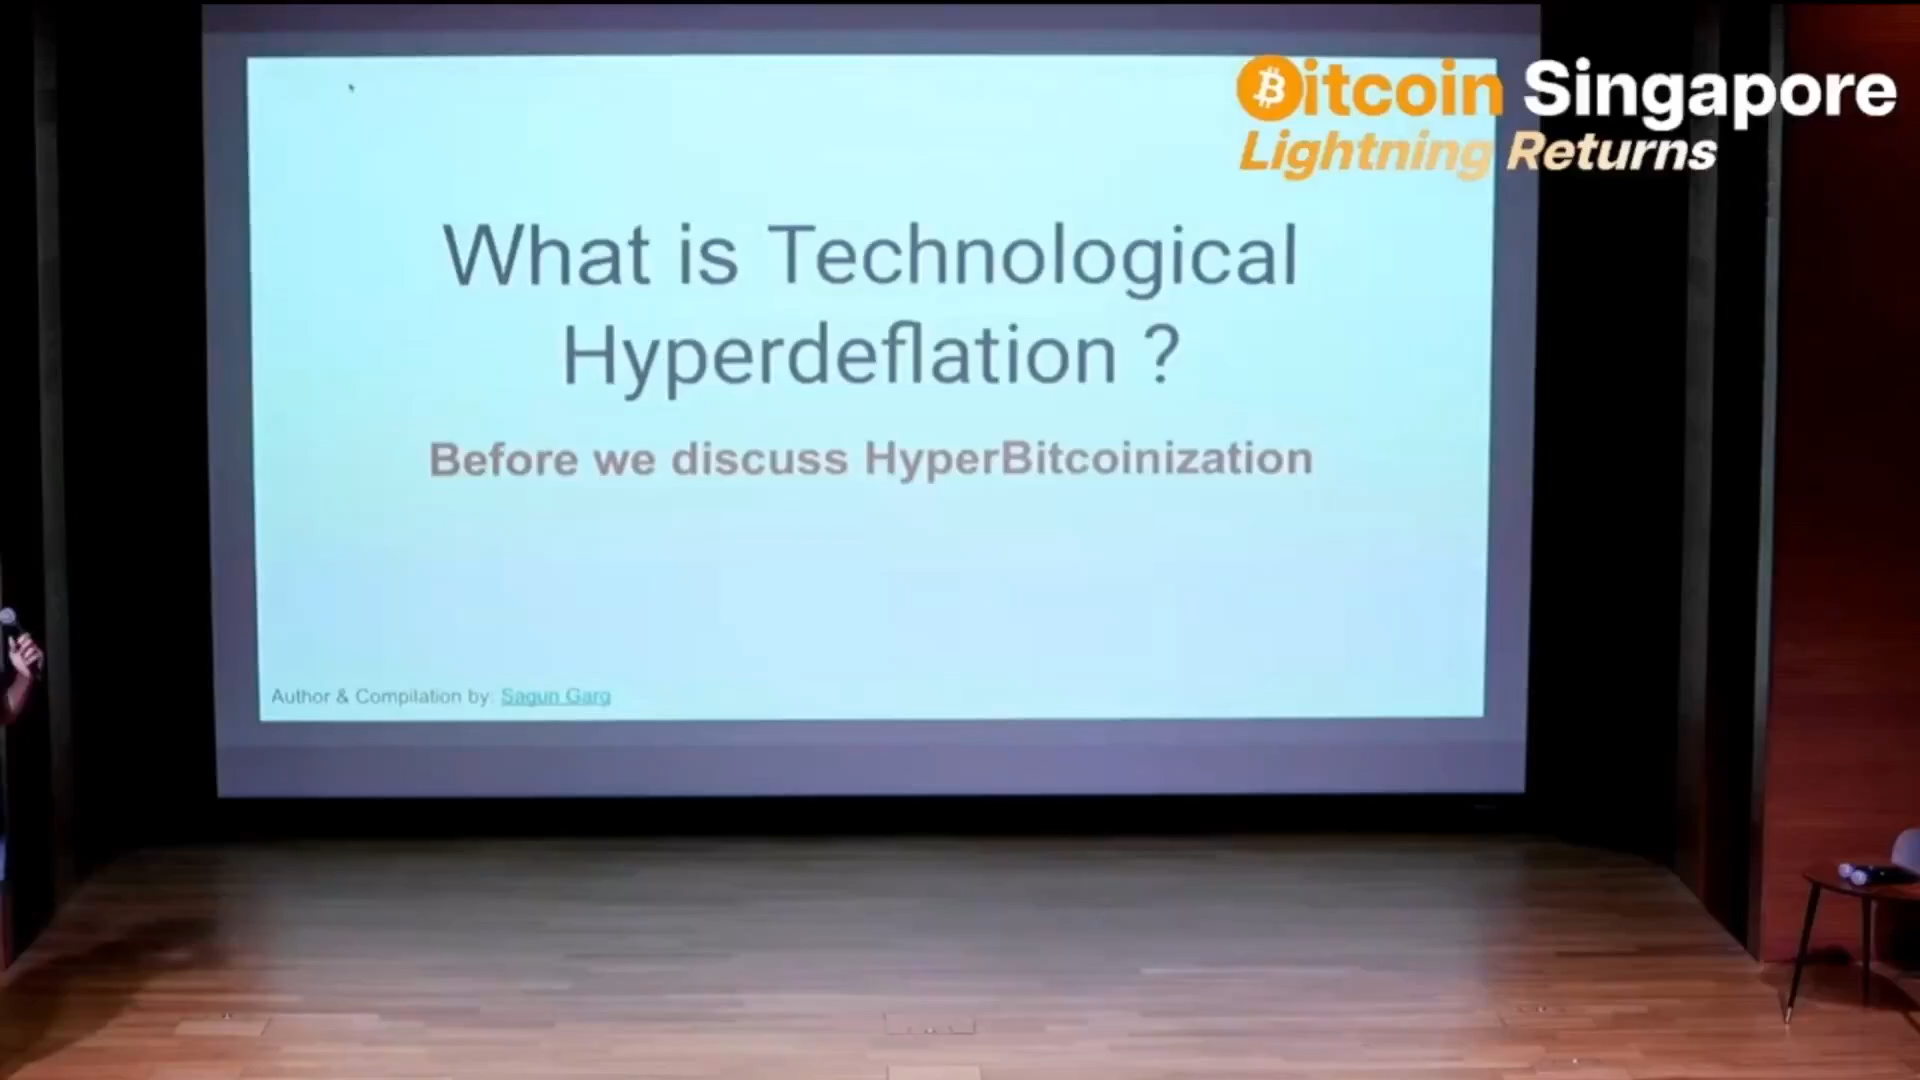 Bitcoin Singapore
Lightning Returns
What is Technological
Hyperdeflation ?
Before we discuss HyperBitcoinization
Author & Compilation by: Sagun Garg